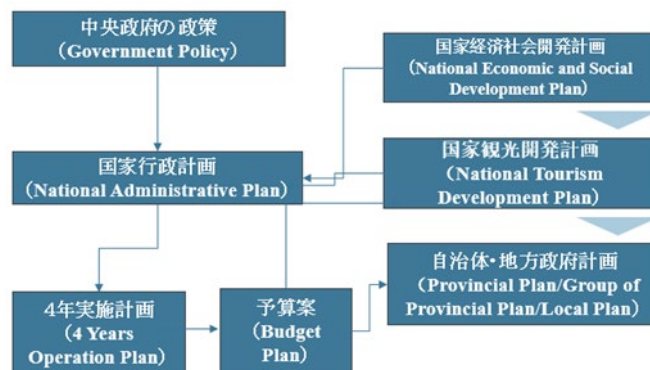 中央政府の政策
(Government Policy)
国家経済社会開発計画
(National Economic and Social
Development Plan)
国家行政計画
(National Administrative Plan)
国家観光開発計画
(National Tourism
Development Plan)
4年実施計画
(4 Years
Operation Plan)
予算案
(Budget
Plan)
自治体・地方政府計画
(Provincial Plan/Group of
Provincial Plan/Local Plan)